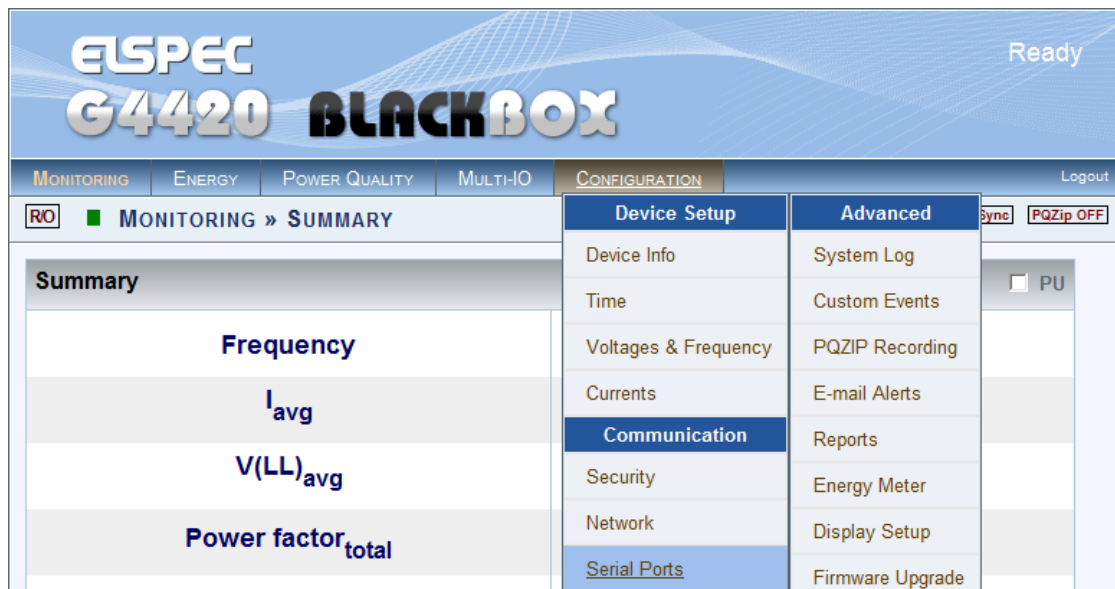 ELSPEC
Ready
G4420 BLACKBOX
MONITORING ENERGY POWER QUALITY MULTI-IO CONFIGURATION Logout
R/O MONITORING » SUMMARY Sync PQZip OFF
Device Setup
Device Info
Time
Voltages & Frequency
Currents
Communication
Security
Network
Serial Ports
Advanced
System Log
Custom Events
PQZIP Recording
E-mail Alerts
Reports
Energy Meter
Display Setup
Firmware Upgrade
Summary PU
Frequency
Iavg
V(LL)avg
Power factortotal